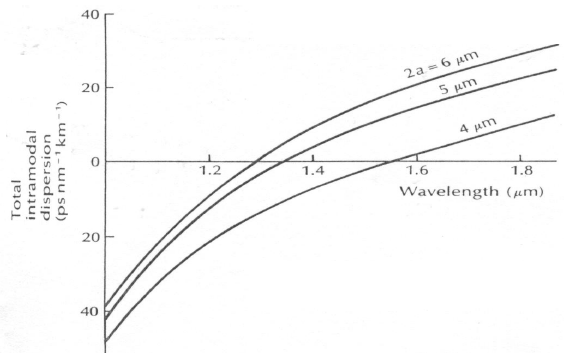 40
20
0
20
40
Total
intramodal
dispersion
(ps nm⁻¹ km⁻¹)
2a = 6 μm
5 μm
4 μm
1.2
1.4
1.6
1.8
Wavelength (μm)